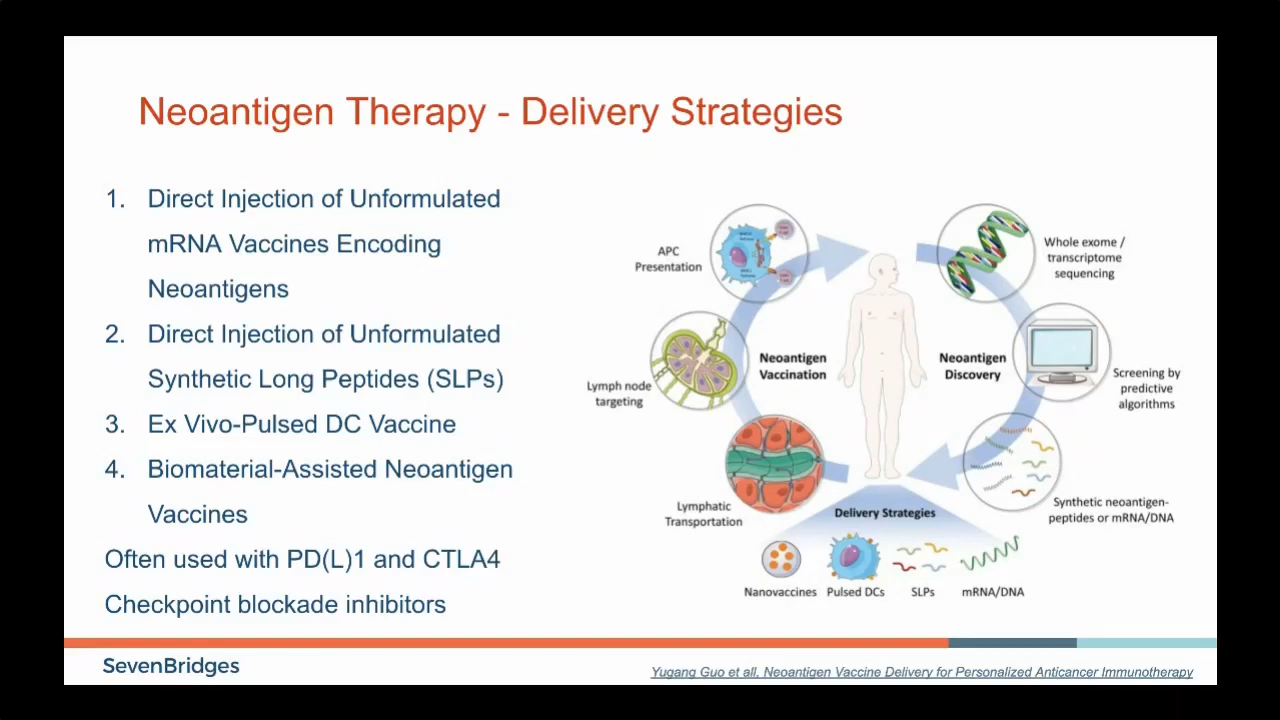 Neoantigen Therapy - Delivery Strategies
1. Direct Injection of Unformulated
mRNA Vaccines Encoding
Neoantigens
2. Direct Injection of Unformulated
Synthetic Long Peptides (SLPs)
3. Ex Vivo-Pulsed DC Vaccine
4. Biomaterial-Assisted Neoantigen
Vaccines
Often used with PD(L)1 and CTLA4
Checkpoint blockade inhibitors
APC
Presentation
Whole exome /
transcriptome
sequencing
Neoantigen
Vaccination
Neoantigen
Discovery
Lymph node
targeting
Screening by
predictive
algorithms
Lymphatic
Transportation
Synthetic neoantigen-
peptides or mRNA/DNA
Delivery Strategies
Nanovaccines
Pulsed DCs
SLPs
mRNA/DNA
SevenBridges
Yugang Guo et all, Neoantigen Vaccine Delivery for Personalized Anticancer Immunotherapy